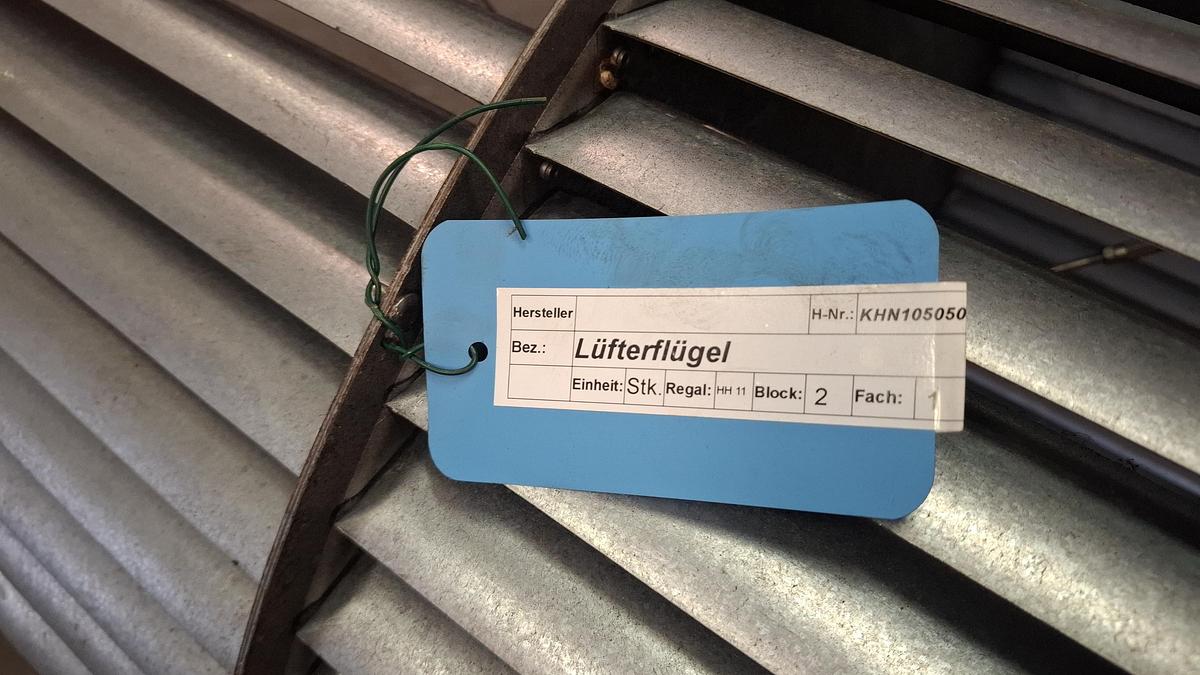 Hersteller H-Nr.: KHN105050
Bez.: Lüfterflügel
Einheit: Stk. Regal: HH 11 Block: 2 Fach: 1